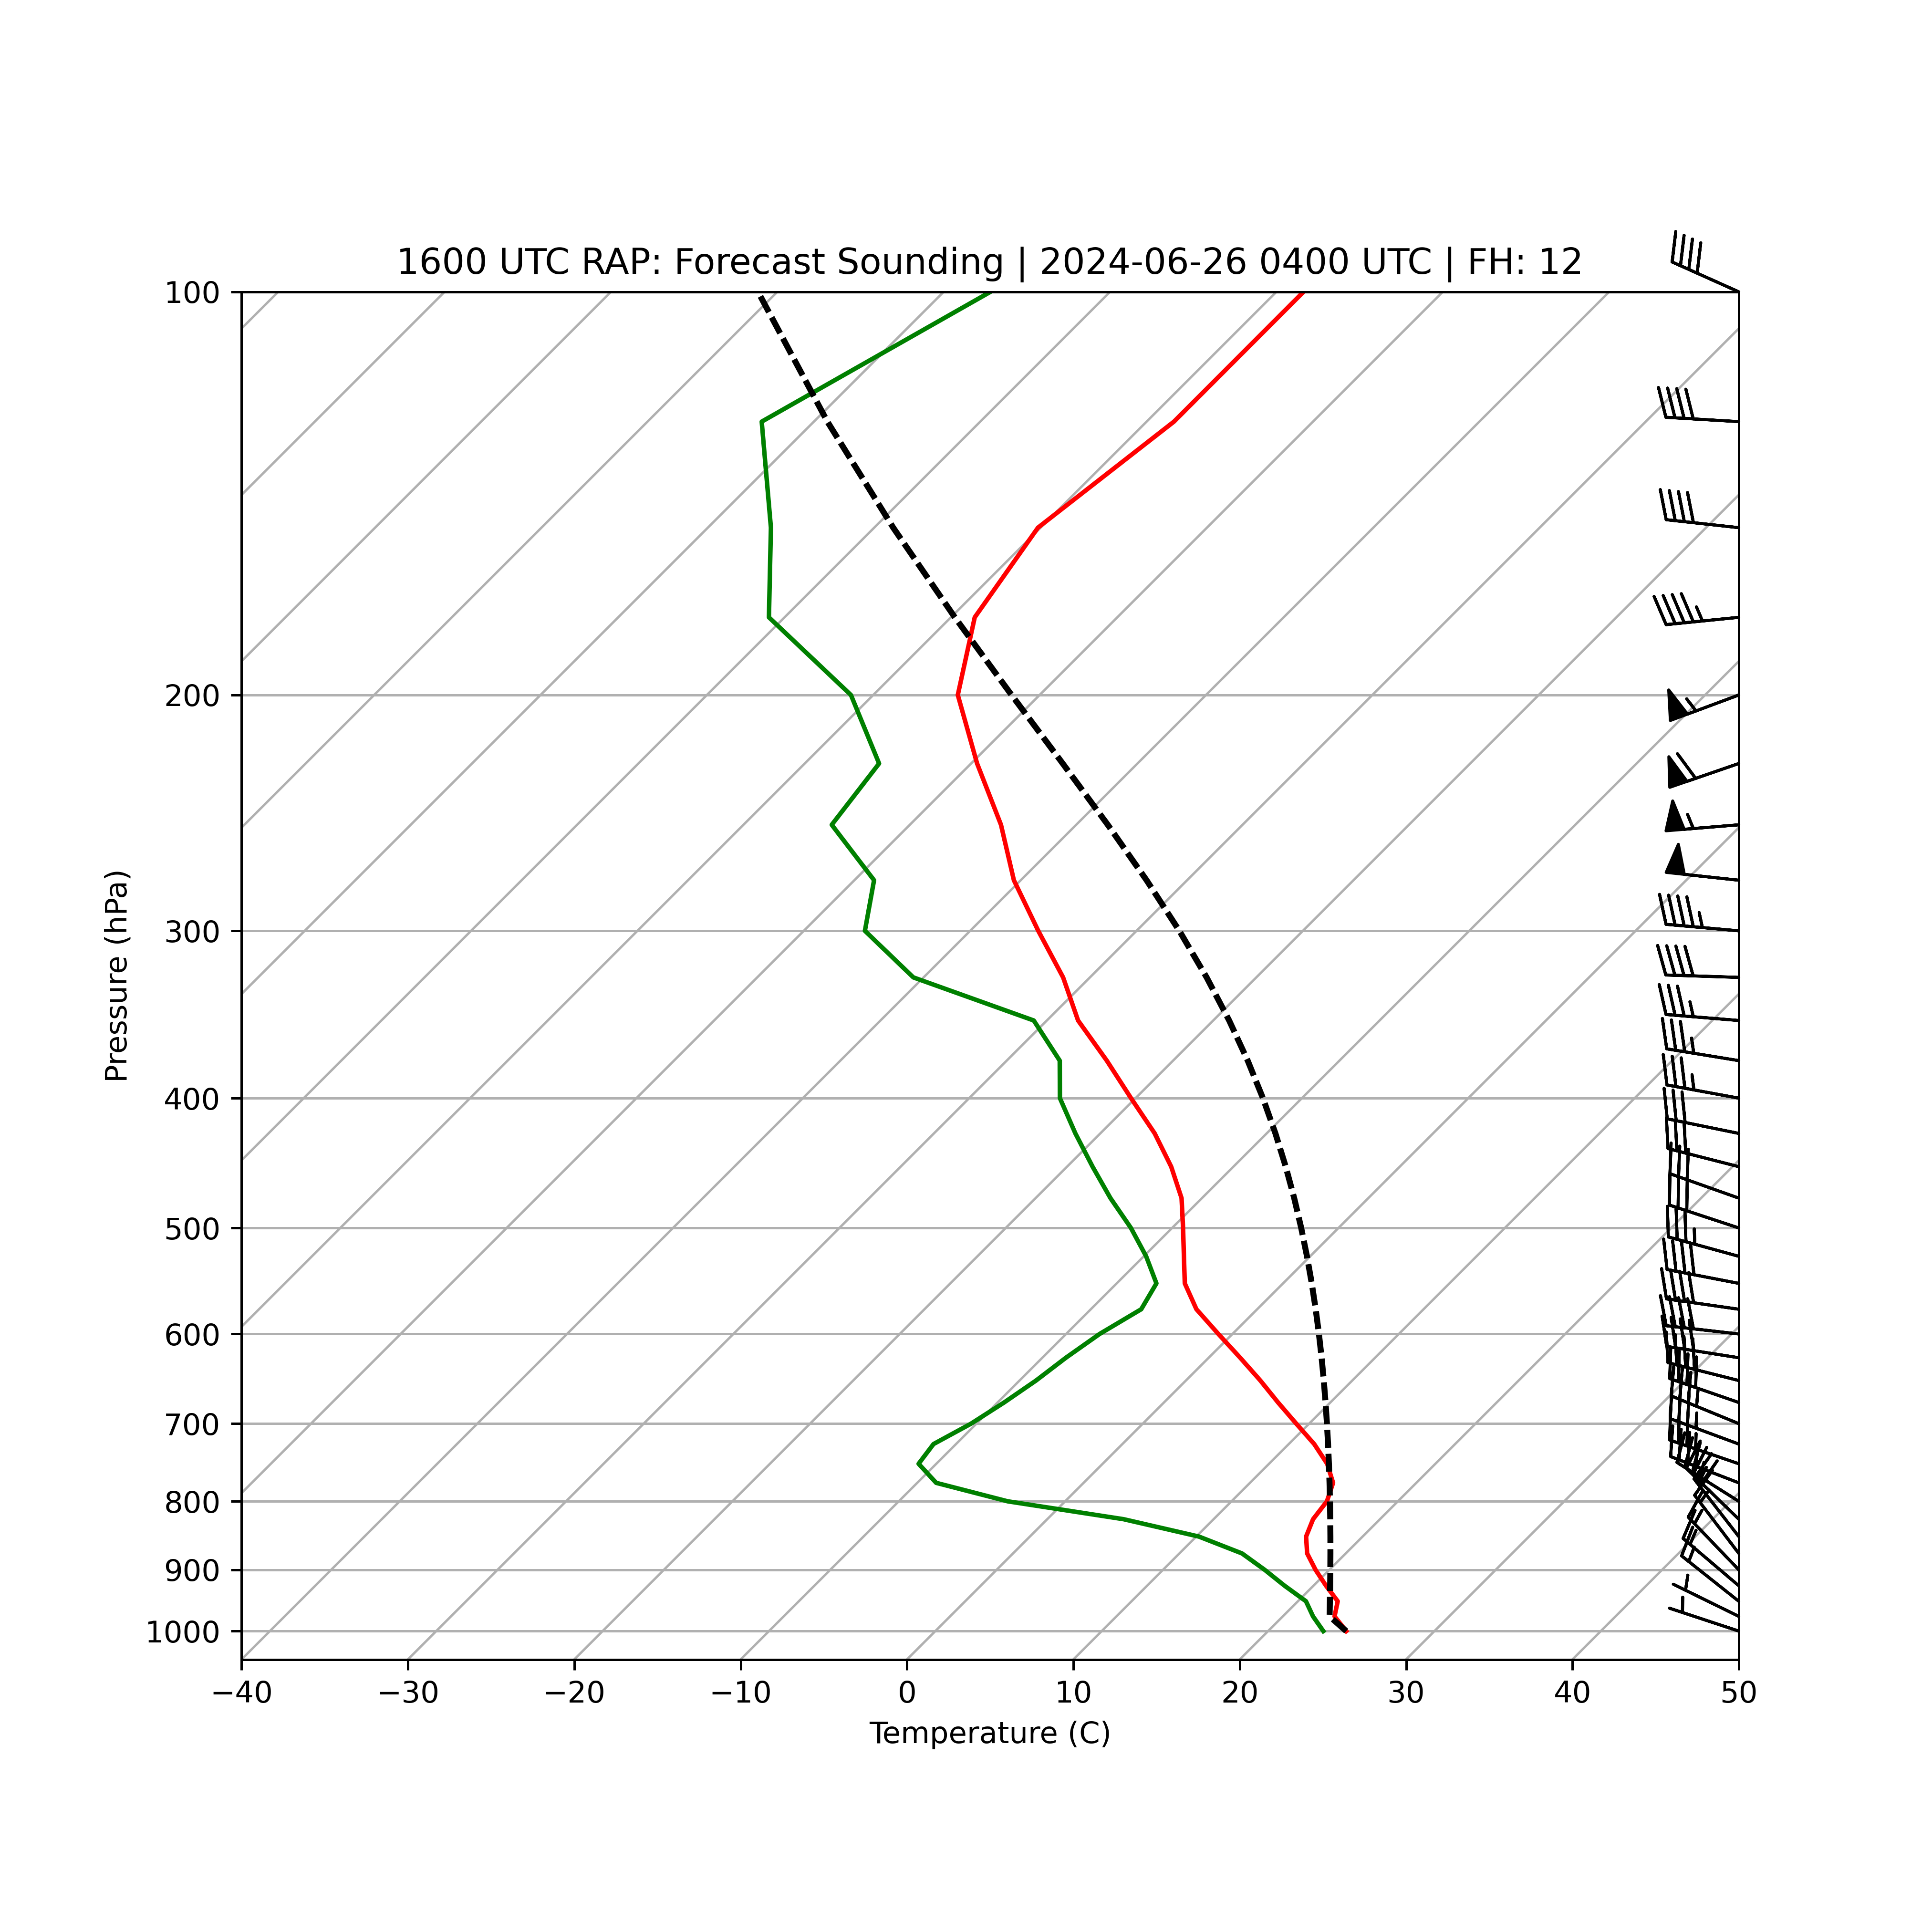 1600 UTC RAP: Forecast Sounding | 2024-06-26 0400 UTC | FH: 12
100
200
300
400
500
600
700
800
900
1000
Pressure (hPa)
−40 −30 −20 −10 0 10 20 30 40 50
Temperature (C)